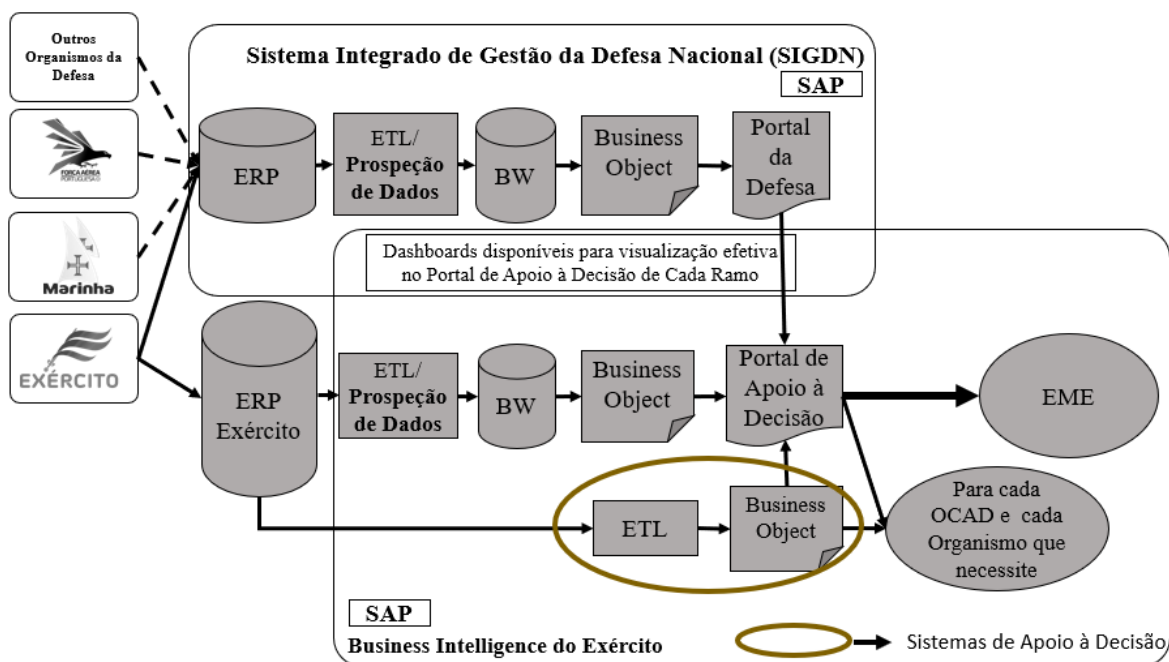 Outros
Organismos da
Defesa
FORÇA AÉREA
PORTUGUESA
Marinha
EXÉRCITO
Sistema Integrado de Gestão da Defesa Nacional (SIGDN)
SAP
ERP
ETL/
Prospeção
de Dados
BW
Business
Object
Portal
da
Defesa
Dashboards disponíveis para visualização efetiva
no Portal de Apoio à Decisão de Cada Ramo
ERP
Exército
ETL/
Prospeção
de Dados
BW
Business
Object
Portal de
Apoio à
Decisão
EME
ETL
Business
Object
Para cada
OCAD e cada
Organismo que
necessite
SAP
Business Intelligence do Exército
Sistemas de Apoio à Decisão